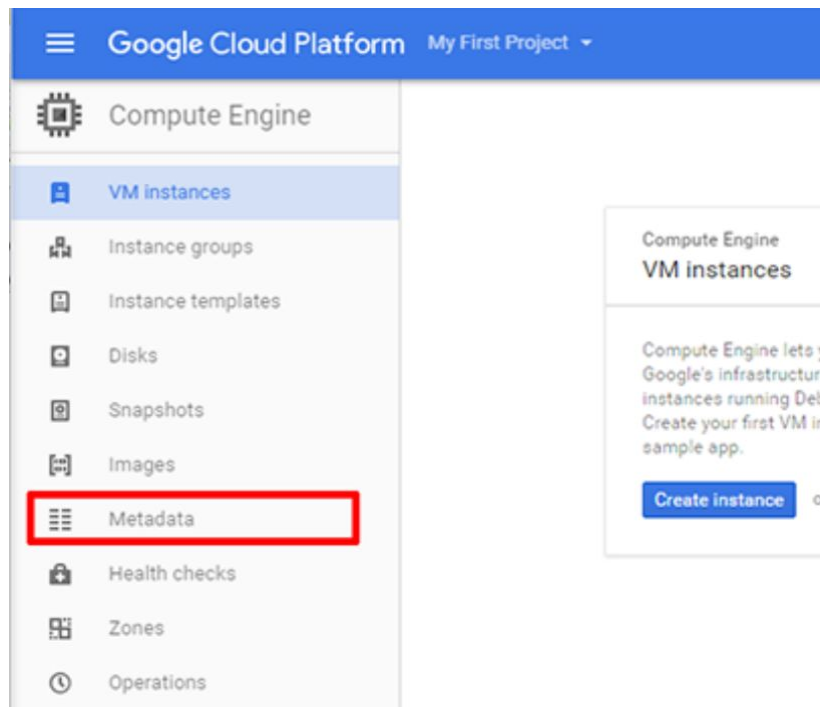 Google Cloud Platform My First Project
Compute Engine
VM instances
Instance groups
Instance templates
Disks
Snapshots
Images
Metadata
Health checks
Zones
Operations
Compute Engine
VM instances
Compute Engine lets
Google's
instances running
Create your first VM
sample app.
Create instance